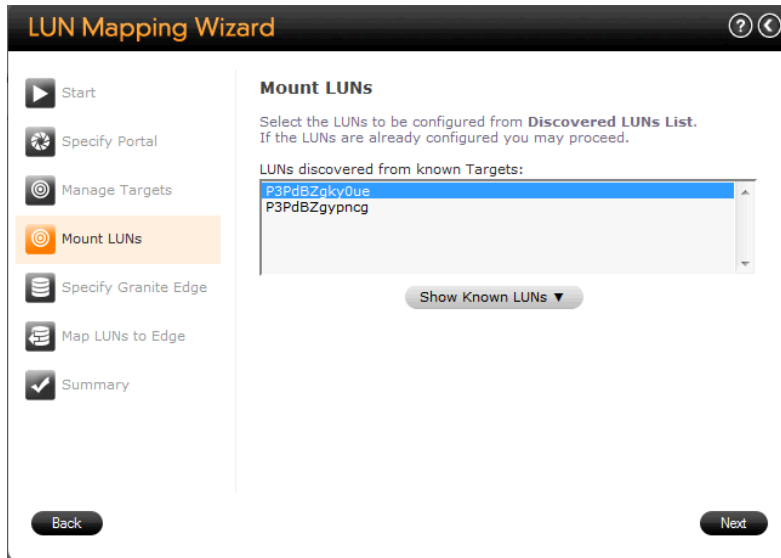 LUN Mapping Wizard
?
Start
Specify Portal
Manage Targets
Mount LUNs
Specify Granite Edge
Map LUNs to Edge
Summary
Mount LUNs
Select the LUNs to be configured from Discovered LUNs List.
If the LUNs are already configured you may proceed.
LUNs discovered from known Targets:
P3PdBZgky0ue
P3PdBZgypncg
Show Known LUNs ▼
Back
Next